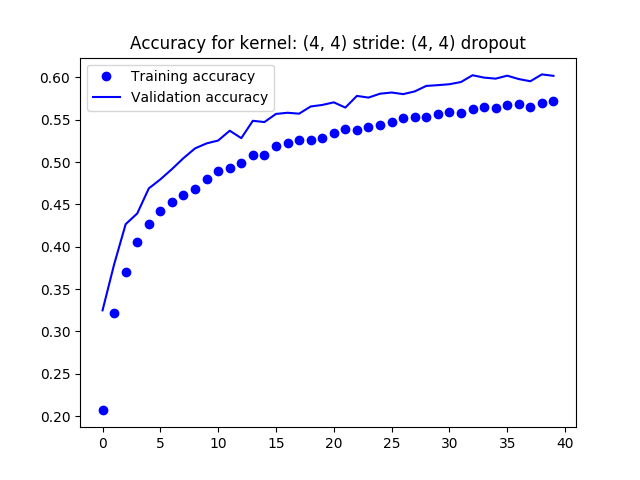 Accuracy for kernel: (4, 4) stride: (4, 4) dropout
Training accuracy
Validation accuracy
0.60
0.55
0.50
0.45
0.40
0.35
0.30
0.25
0.20
0 5 10 15 20 25 30 35 40